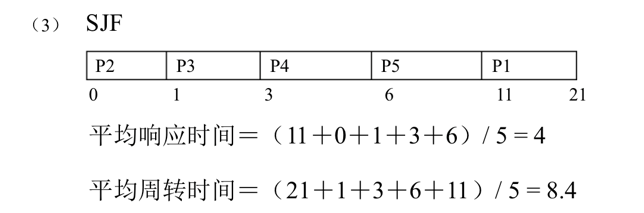 （3） SJF
P2 P3 P4 P5 P1
0 1 3 6 11 21
平均响应时间＝（11＋0＋1＋3＋6）/ 5＝4
平均周转时间＝（21＋1＋3＋6＋11）/ 5＝8.4